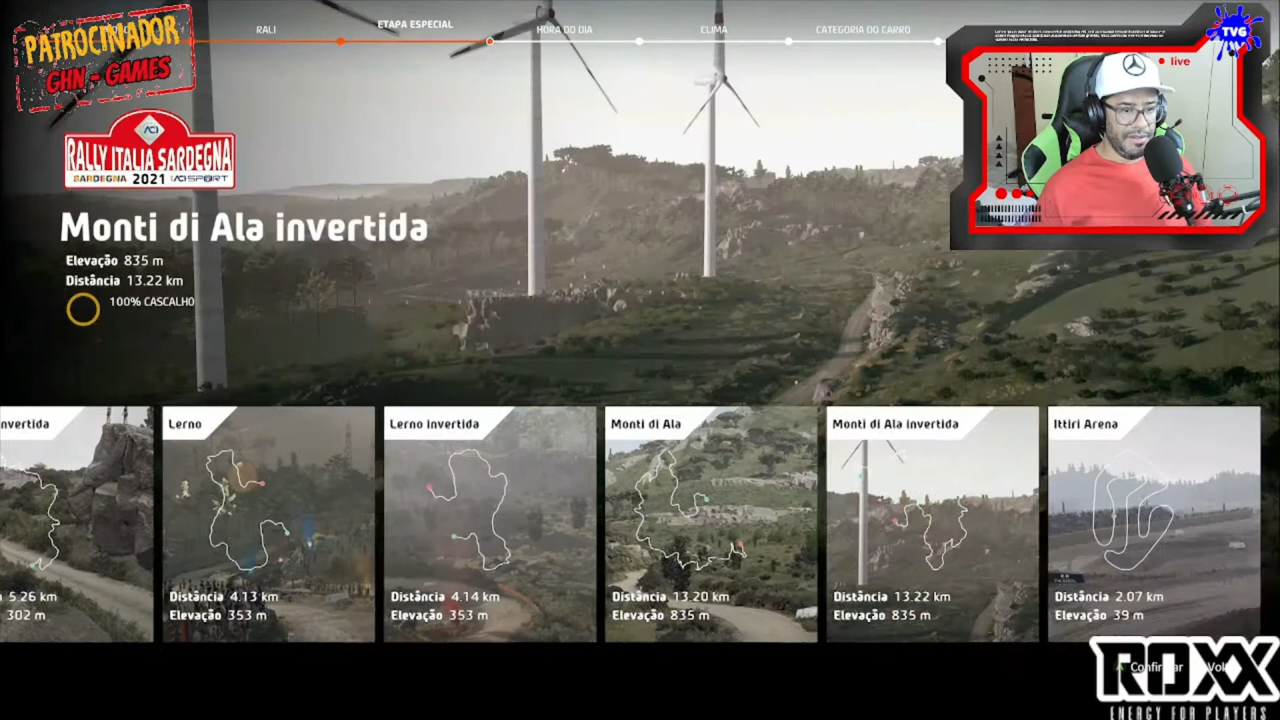 PATROCINADOR
GHN - GAMES
RALI
ETAPA ESPECIAL
HORA DO DIA
CLIMA
CATEGORIA DO CARRO
TVG
live
ACI
RALLY ITALIA SARDEGNA
SARDEGNA 2021 ACI SPORT
Monti di Ala invertida
Elevação 835 m
Distância 13.22 km
100% CASCALHO
nvertida
5.26 km
302 m
Lerno
Distância 4.13 km
Elevação 353 m
Lerno invertida
Distância 4.14 km
Elevação 353 m
Monti di Ala
Distância 13.20 km
Elevação 835 m
Monti di Ala invertida
Distância 13.22 km
Elevação 835 m
Ittiri Arena
Distância 2.07 km
Elevação 39 m
ROXX
ENERGY FOR PLAYERS